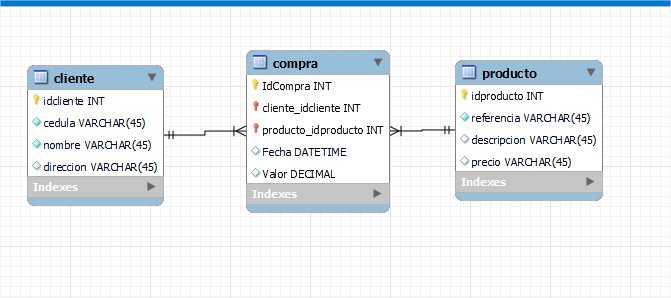 cliente
idcliente INT
cedula VARCHAR(45)
nombre VARCHAR(45)
direccion VARCHAR(45)
Indexes
compra
IdCompra INT
cliente_idcliente INT
producto_idproducto INT
Fecha DATETIME
Valor DECIMAL
Indexes
producto
idproducto INT
referencia VARCHAR(45)
descripcion VARCHAR(45)
precio VARCHAR(45)
Indexes